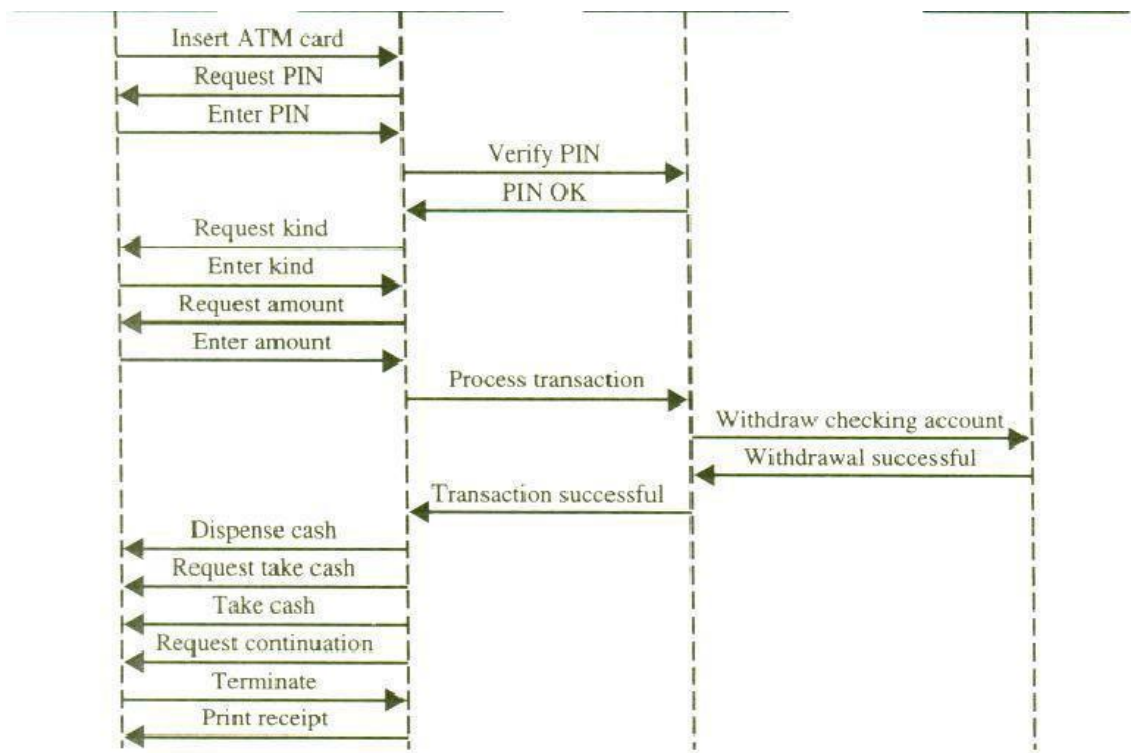 Insert ATM card
Request PIN
Enter PIN
Verify PIN
PIN OK
Request kind
Enter kind
Request amount
Enter amount
Process transaction
Withdraw checking account
Withdrawal successful
Transaction successful
Dispense cash
Request take cash
Take cash
Request continuation
Terminate
Print receipt